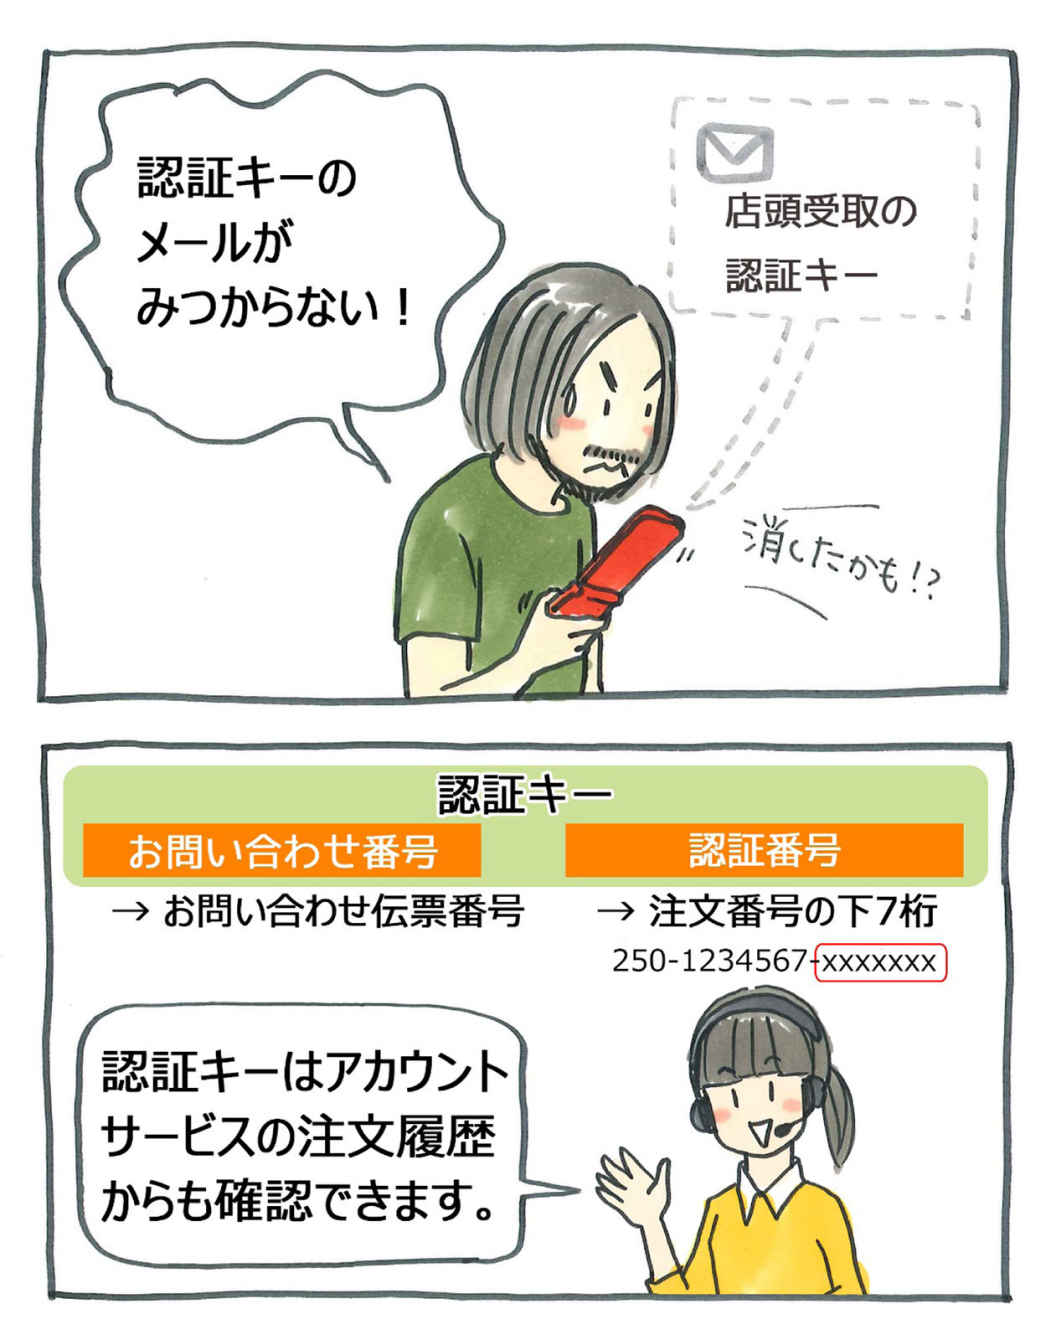 認証キーの
メールが
みつからない！
店頭受取の
認証キー
消したかも!?
認証キー
お問い合わせ番号
認証番号
→ お問い合わせ伝票番号
→ 注文番号の下7桁
250-1234567-xxxxxxx
認証キーはアカウント
サービスの注文履歴
からも確認できます。